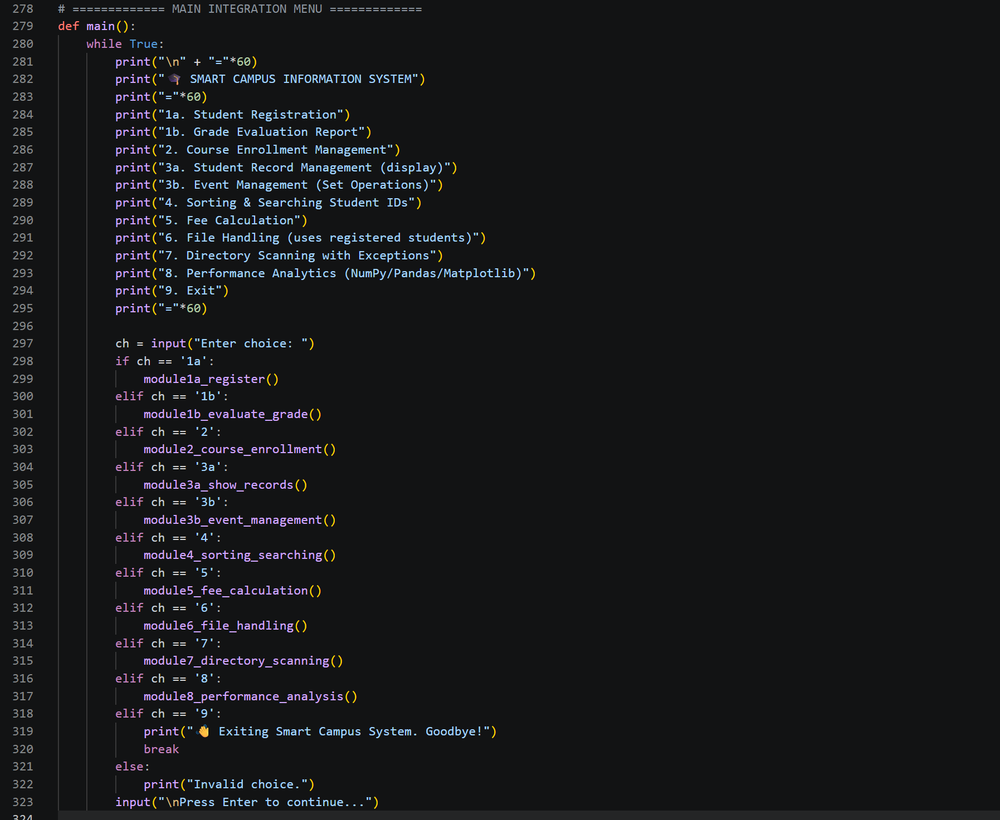 278 # ============= MAIN INTEGRATION MENU =============
279 def main():
280     while True:
281         print("\n" + "="*60)
282         print("🎓 SMART CAMPUS INFORMATION SYSTEM")
283         print("="*60)
284         print("1a. Student Registration")
285         print("1b. Grade Evaluation Report")
286         print("2. Course Enrollment Management")
287         print("3a. Student Record Management (display)")
288         print("3b. Event Management (Set Operations)")
289         print("4. Sorting & Searching Student IDs")
290         print("5. Fee Calculation")
291         print("6. File Handling (uses registered students)")
292         print("7. Directory Scanning with Exceptions")
293         print("8. Performance Analytics (NumPy/Pandas/Matplotlib)")
294         print("9. Exit")
295         print("="*60)
296
297         ch = input("Enter choice: ")
298         if ch == '1a':
299             module1a_register()
300         elif ch == '1b':
301             module1b_evaluate_grade()
302         elif ch == '2':
303             module2_course_enrollment()
304         elif ch == '3a':
305             module3a_show_records()
306         elif ch == '3b':
307             module3b_event_management()
308         elif ch == '4':
309             module4_sorting_searching()
310         elif ch == '5':
311             module5_fee_calculation()
312         elif ch == '6':
313             module6_file_handling()
314         elif ch == '7':
315             module7_directory_scanning()
316         elif ch == '8':
317             module8_performance_analysis()
318         elif ch == '9':
319             print("👋 Exiting Smart Campus System. Goodbye!")
320             break
321         else:
322             print("Invalid choice.")
323         input("\nPress Enter to continue...")
324